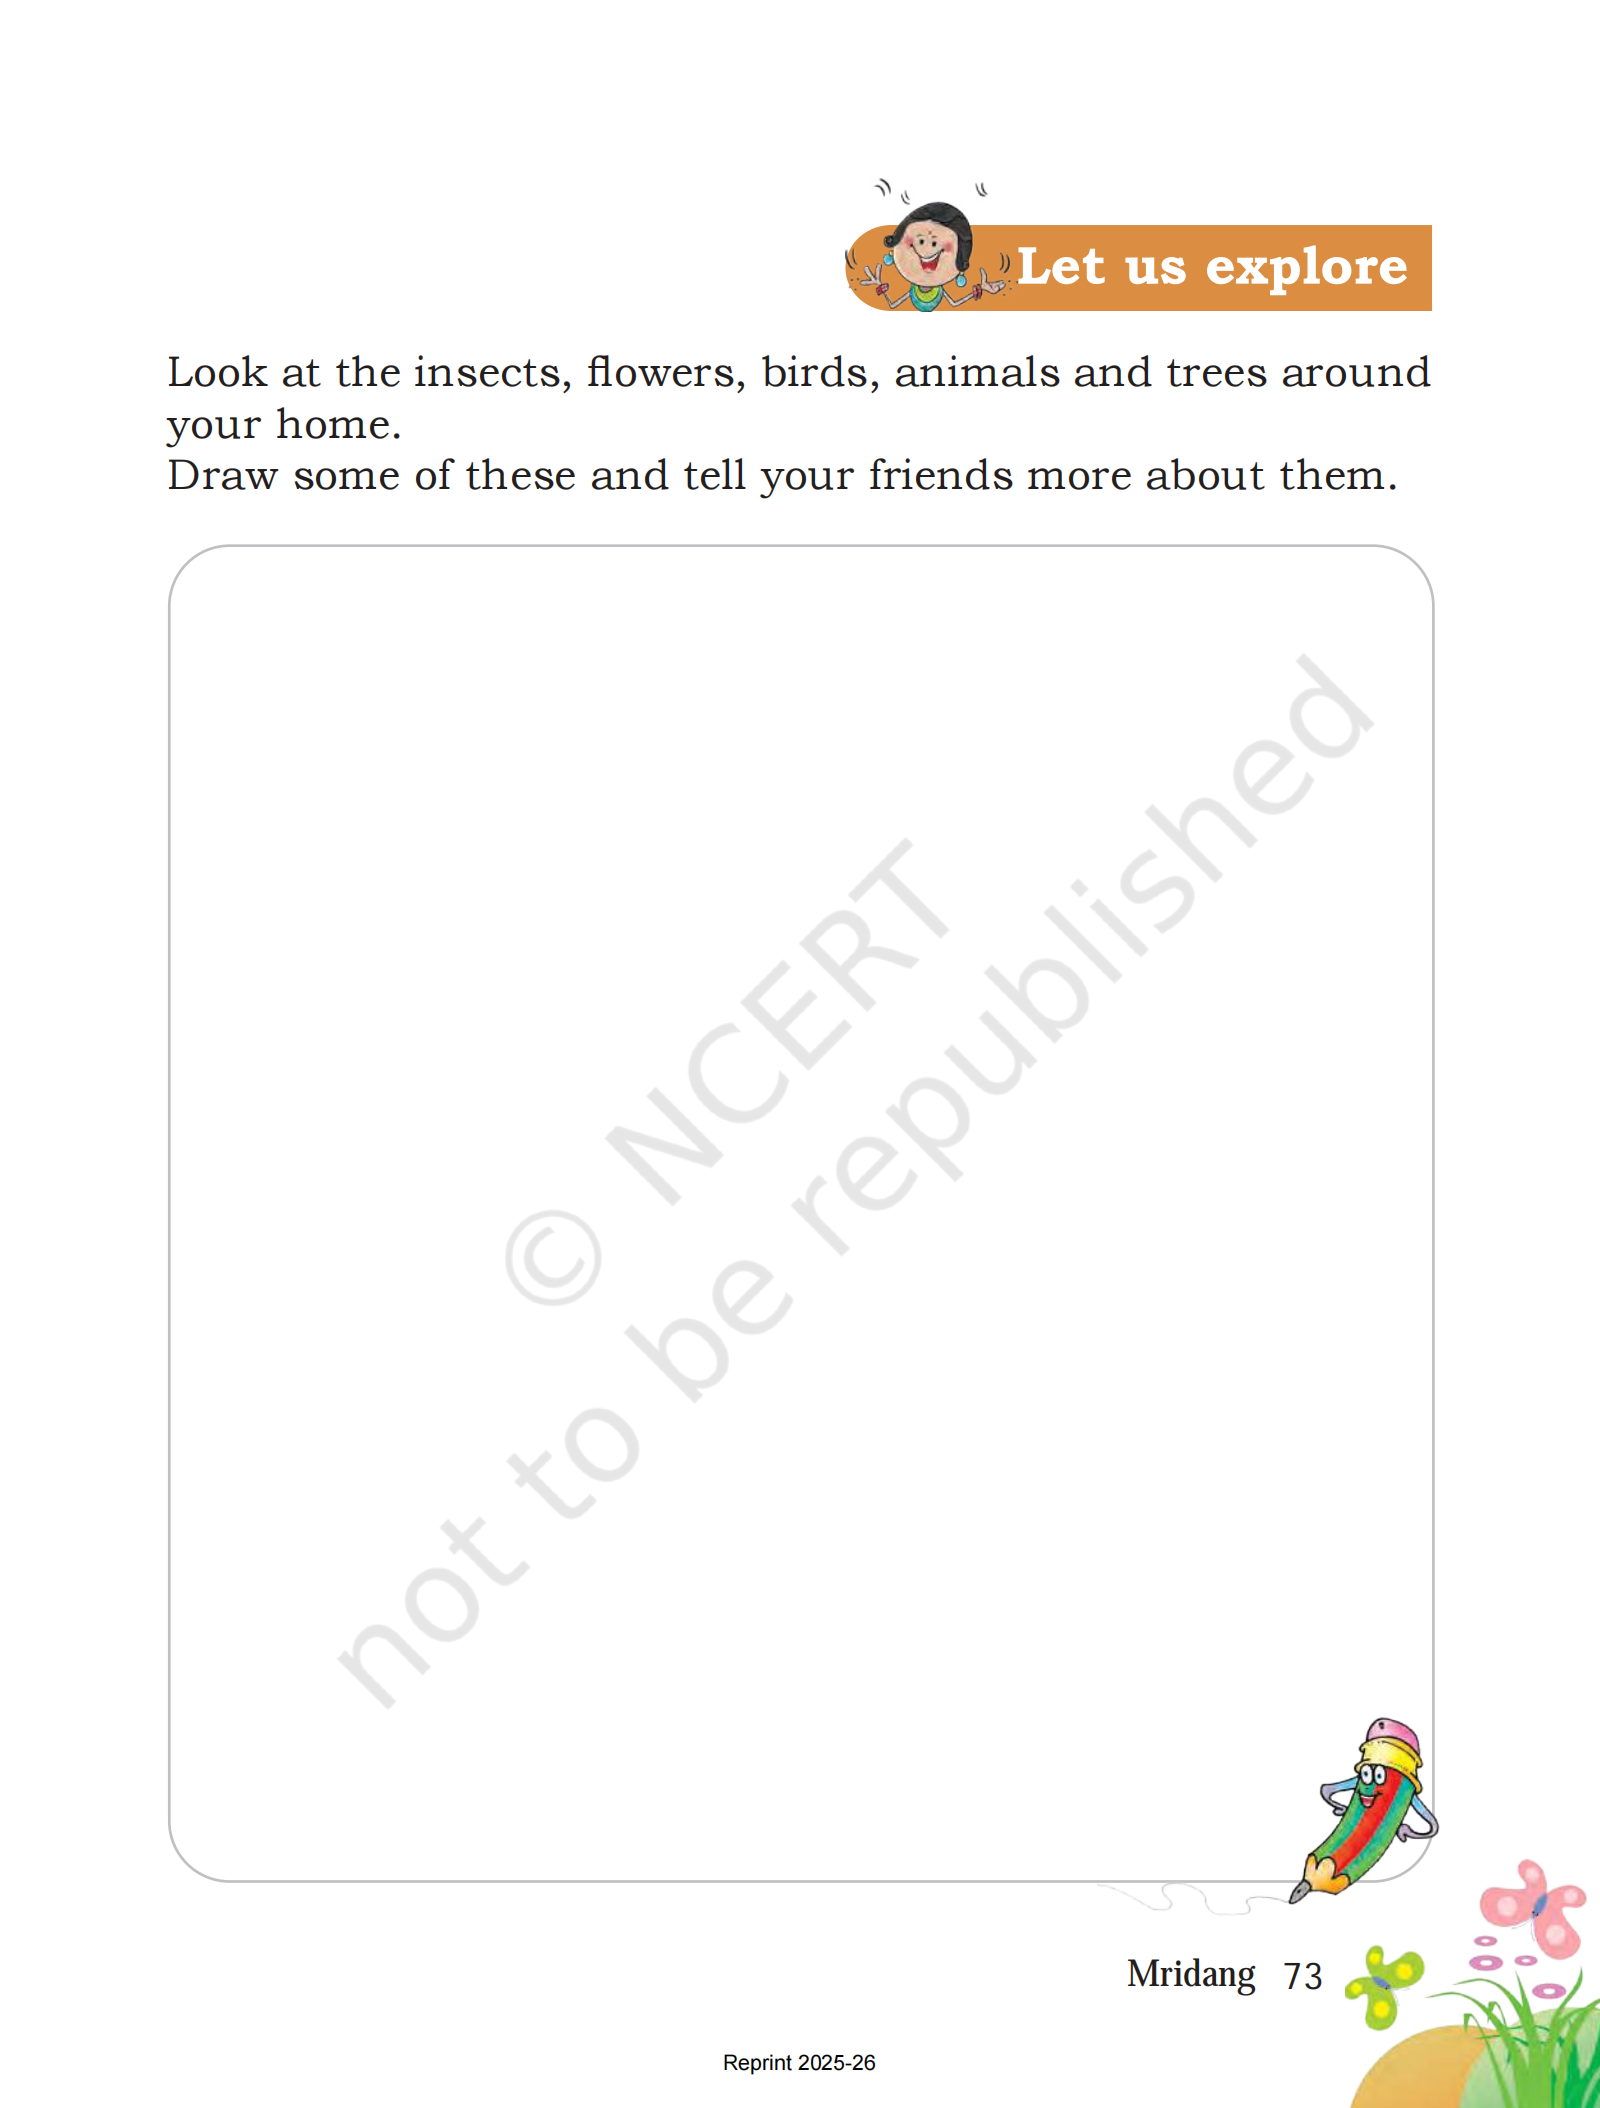 Let us explore
Look at the insects, flowers, birds, animals and trees around
your home.
Draw some of these and tell your friends more about them.
© NCERT
not to be republished
Mridang 73
Reprint 2025-26